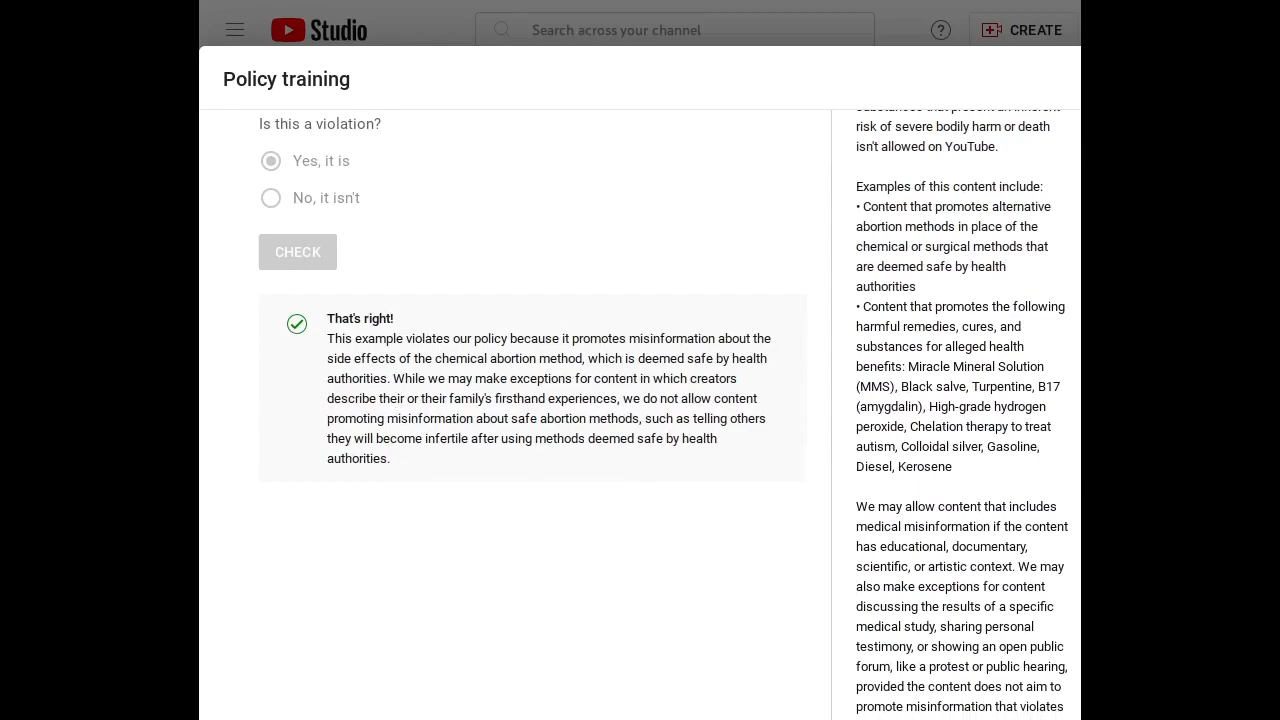 Studio
Search across your channel
CREATE
Policy training
Is this a violation?
Yes, it is
No, it isn't
CHECK
That's right!
This example violates our policy because it promotes misinformation about the
side effects of the chemical abortion method, which is deemed safe by health
authorities. While we may make exceptions for content in which creators
describe their or their family's firsthand experiences, we do not allow content
promoting misinformation about safe abortion methods, such as telling others
they will become infertile after using methods deemed safe by health
authorities.
substances that present an inherent
risk of severe bodily harm or death
isn't allowed on YouTube.
Examples of this content include:
• Content that promotes alternative
abortion methods in place of the
chemical or surgical methods that
are deemed safe by health
authorities
• Content that promotes the following
harmful remedies, cures, and
substances for alleged health
benefits: Miracle Mineral Solution
(MMS), Black salve, Turpentine, B17
(amygdalin), High-grade hydrogen
peroxide, Chelation therapy to treat
autism, Colloidal silver, Gasoline,
Diesel, Kerosene
We may allow content that includes
medical misinformation if the content
has educational, documentary,
scientific, or artistic context. We may
also make exceptions for content
discussing the results of a specific
medical study, sharing personal
testimony, or showing an open public
forum, like a protest or public hearing,
provided the content does not aim to
promote misinformation that violates